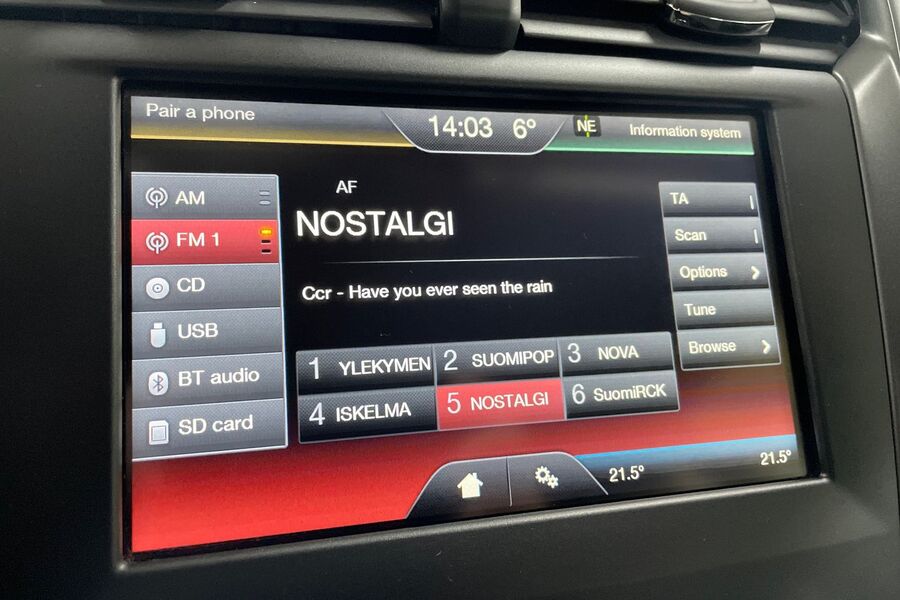 Pair a phone
14:03 6°
NE
Information system
AM
FM 1
CD
USB
BT audio
SD card
AF
NOSTALGI
Ccr - Have you ever seen the rain
1 YLEKYMEN
2 SUOMIPOP
3 NOVA
4 ISKELMA
5 NOSTALGI
6 SuomiRCK
TA
Scan
Options
Tune
Browse
21.5°
21.5°